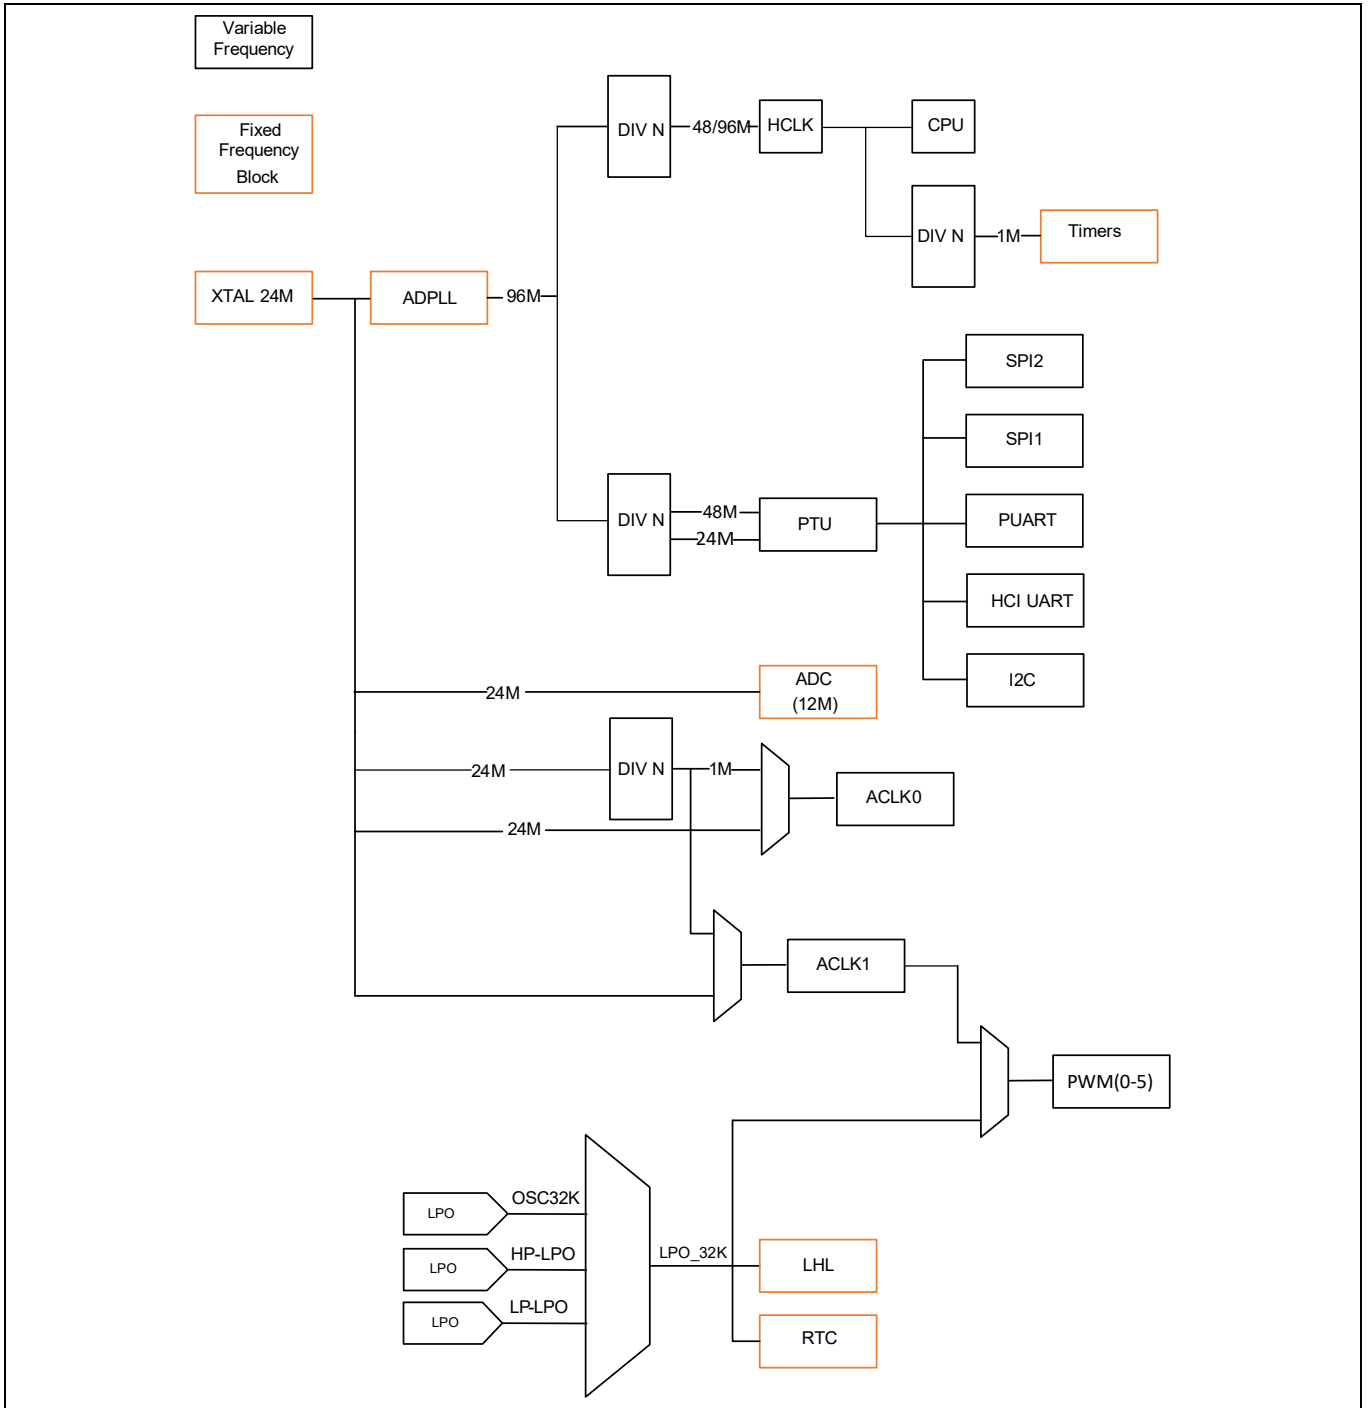 Variable
Frequency
Fixed
Frequency
Block
DIV N
48/96M
HCLK
CPU
DIV N
1M
Timers
XTAL 24M
ADPLL
96M
SPI2
SPI1
DIV N
48M
24M
PTU
PUART
HCI UART
I2C
24M
ADC
(12M)
24M
DIV N
1M
ACLK0
24M
ACLK1
PWM(0-5)
LPO
OSC32K
LPO
HP-LPO
LPO
LP-LPO
LPO_32K
LHL
RTC